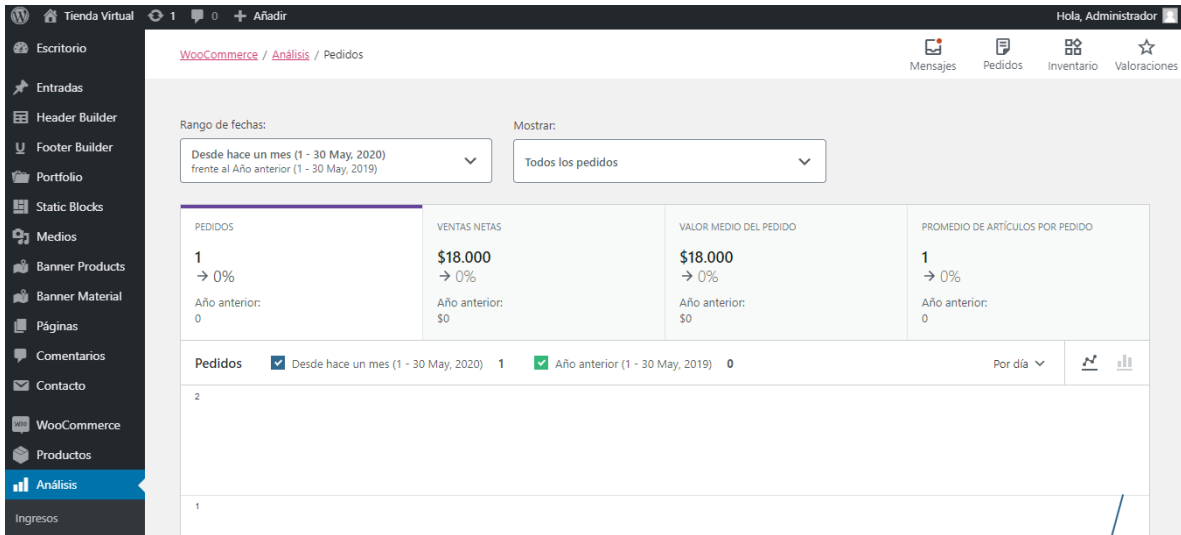 Tienda Virtual 1 0 + Añadir Hola, Administrador
Escritorio
Entradas
Header Builder
Footer Builder
Portfolio
Static Blocks
Medios
Banner Products
Banner Material
Páginas
Comentarios
Contacto
WooCommerce
Productos
Análisis
Ingresos
WooCommerce / Análisis / Pedidos
Mensajes Pedidos Inventario Valoraciones
Rango de fechas: Mostrar:
Desde hace un mes (1 - 30 May, 2020)
frente al Año anterior (1 - 30 May, 2019)
Todos los pedidos
PEDIDOS VENTAS NETAS VALOR MEDIO DEL PEDIDO PROMEDIO DE ARTÍCULOS POR PEDIDO
1 $18.000 $18.000 1
→ 0% → 0% → 0% → 0%
Año anterior: Año anterior: Año anterior: Año anterior:
0 $0 $0 0
Pedidos Desde hace un mes (1 - 30 May, 2020) 1 Año anterior (1 - 30 May, 2019) 0 Por día
2
1